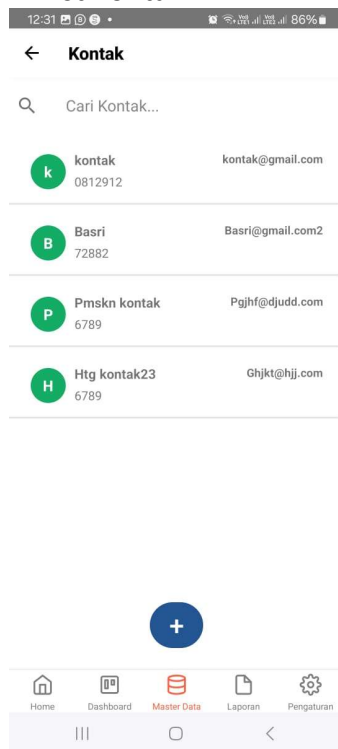 12:31 86%
Kontak
Cari Kontak...
k kontak kontak@gmail.com
0812912
B Basri Basri@gmail.com2
72882
P Pmskn kontak Pgjhf@djudd.com
6789
H Htg kontak23 Ghjkt@hjj.com
6789
+
Home Dashboard Master Data Laporan Pengaturan